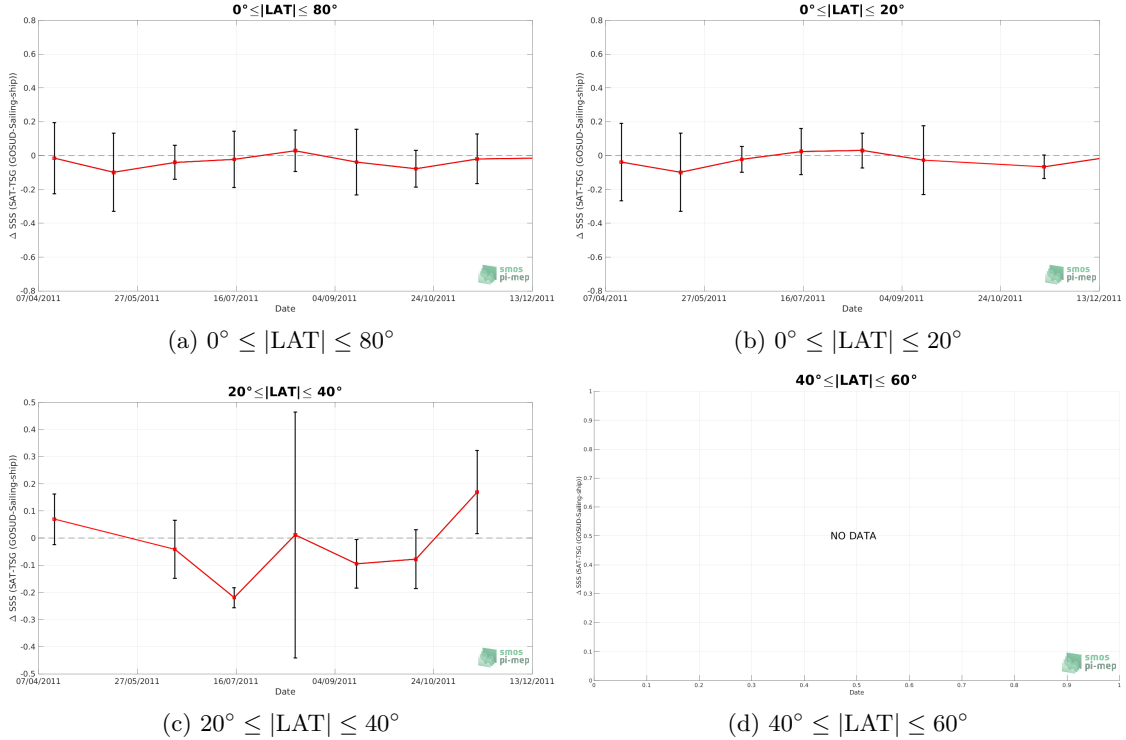 0°≤|LAT|≤ 80°
0.8
0.6
0.4
0.2
0
-0.2
-0.4
-0.6
-0.8
Δ SSS (SAT-TSG (GOSUD-Sailing-ship))
07/04/2011 27/05/2011 16/07/2011 04/09/2011 24/10/2011 13/12/2011
Date
smos
pi-mep
(a) 0° ≤ |LAT| ≤ 80°
0°≤|LAT|≤ 20°
0.8
0.6
0.4
0.2
0
-0.2
-0.4
-0.6
-0.8
Δ SSS (SAT-TSG (GOSUD-Sailing-ship))
07/04/2011 27/05/2011 16/07/2011 04/09/2011 24/10/2011 13/12/2011
Date
smos
pi-mep
(b) 0° ≤ |LAT| ≤ 20°
20°≤|LAT|≤ 40°
0.5
0.4
0.3
0.2
0.1
0
-0.1
-0.2
-0.3
-0.4
-0.5
Δ SSS (SAT-TSG (GOSUD-Sailing-ship))
07/04/2011 27/05/2011 16/07/2011 04/09/2011 24/10/2011 13/12/2011
Date
smos
pi-mep
(c) 20° ≤ |LAT| ≤ 40°
40°≤|LAT|≤ 60°
1
0.9
0.8
0.7
0.6
0.5
0.4
0.3
0.2
0.1
0
Δ SSS (SAT-TSG (GOSUD-Sailing-ship))
NO DATA
0 0.1 0.2 0.3 0.4 0.5 0.6 0.7 0.8 0.9 1
Date
smos
pi-mep
(d) 40° ≤ |LAT| ≤ 60°